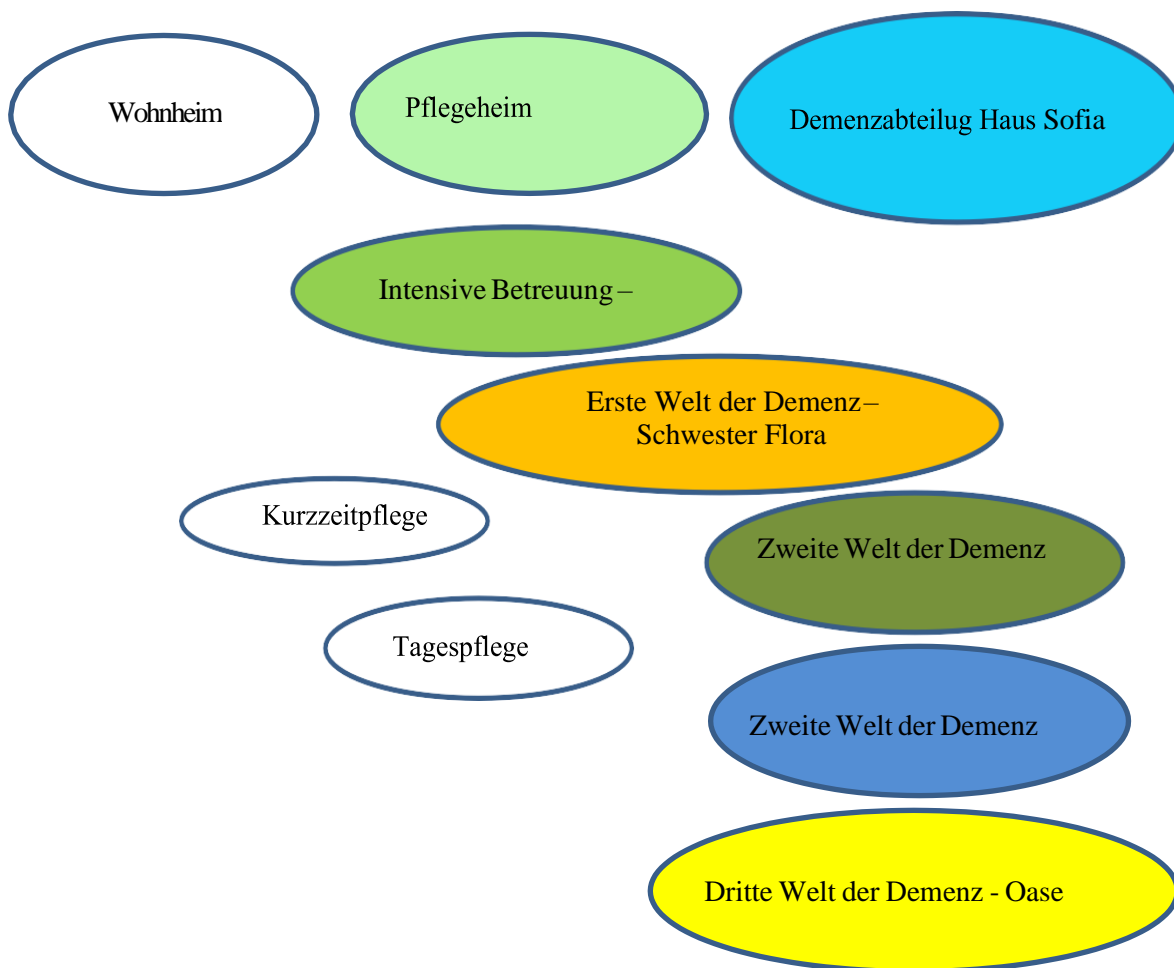 Wohnheim
Pflegeheim
Demenzabteilug Haus Sofia
Intensive Betreuung –
Erste Welt der Demenz –
Schwester Flora
Kurzzeitpflege
Zweite Welt der Demenz
Tagespflege
Zweite Welt der Demenz
Dritte Welt der Demenz - Oase